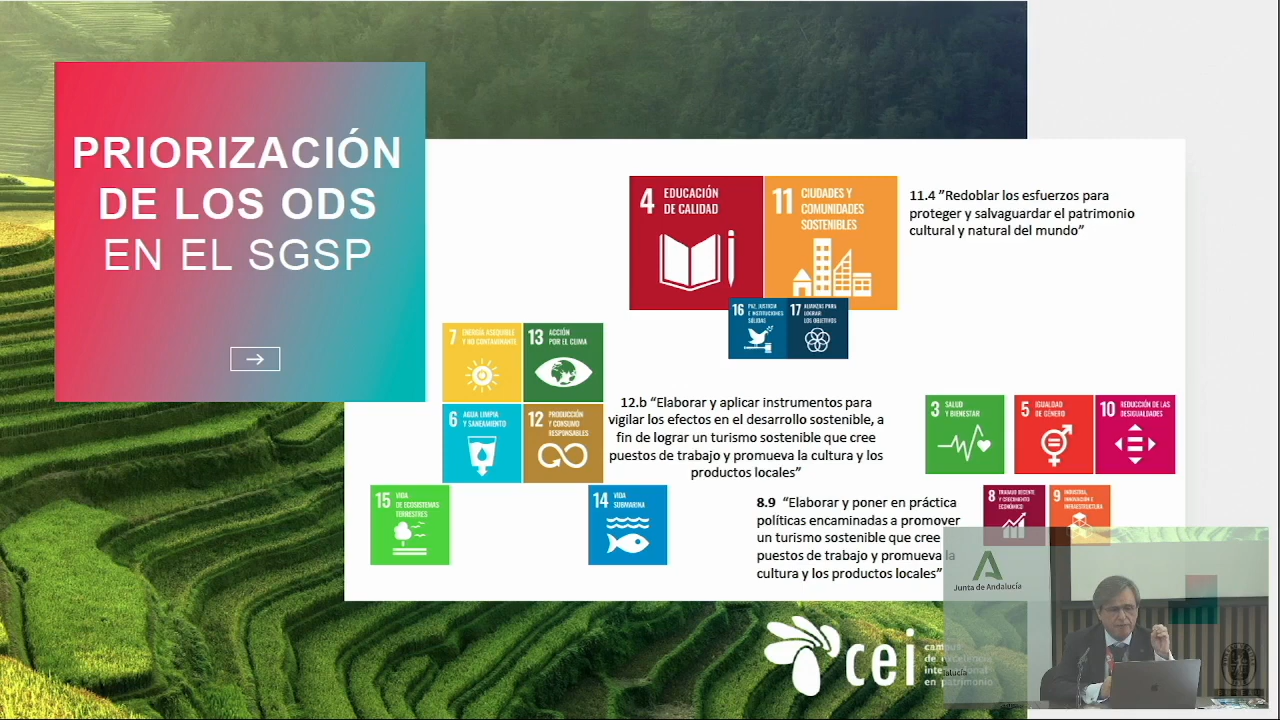 PRIORIZACIÓN
DE LOS ODS
EN EL SGSP
4 EDUCACIÓN
DE CALIDAD
11 CIUDADES Y
COMUNIDADES
SOSTENIBLES
11.4 ”Redoblar los esfuerzos para
proteger y salvaguardar el patrimonio
cultural y natural del mundo”
16 PAZ, JUSTICIA
E INSTITUCIONES
SÓLIDAS
17 ALIANZAS PARA
LOGRAR
LOS OBJETIVOS
7 ENERGÍA ASEQUIBLE
Y NO CONTAMINANTE
13 ACCIÓN
POR EL CLIMA
6 AGUA LIMPIA
Y SANEAMIENTO
12 PRODUCCIÓN
Y CONSUMO
RESPONSABLES
12.b “Elaborar y aplicar instrumentos para
vigilar los efectos en el desarrollo sostenible, a
fin de lograr un turismo sostenible que cree
puestos de trabajo y promueva la cultura y los
productos locales”
3 SALUD
Y BIENESTAR
5 IGUALDAD
DE GÉNERO
10 REDUCCIÓN DE LAS
DESIGUALDADES
15 VIDA
DE ECOSISTEMAS
TERRESTRES
14 VIDA
SUBMARINA
8.9 “Elaborar y poner en práctica
políticas encaminadas a promover
un turismo sostenible que cree
puestos de trabajo y promueva la
cultura y los productos locales”
8 TRABAJO DECENTE
Y CRECIMIENTO
ECONÓMICO
9 INDUSTRIA,
INNOVACIÓN E
INFRAESTRUCTURA
Junta de Andalucía
cei
campus
de excelencia
internacional
en patrimonio